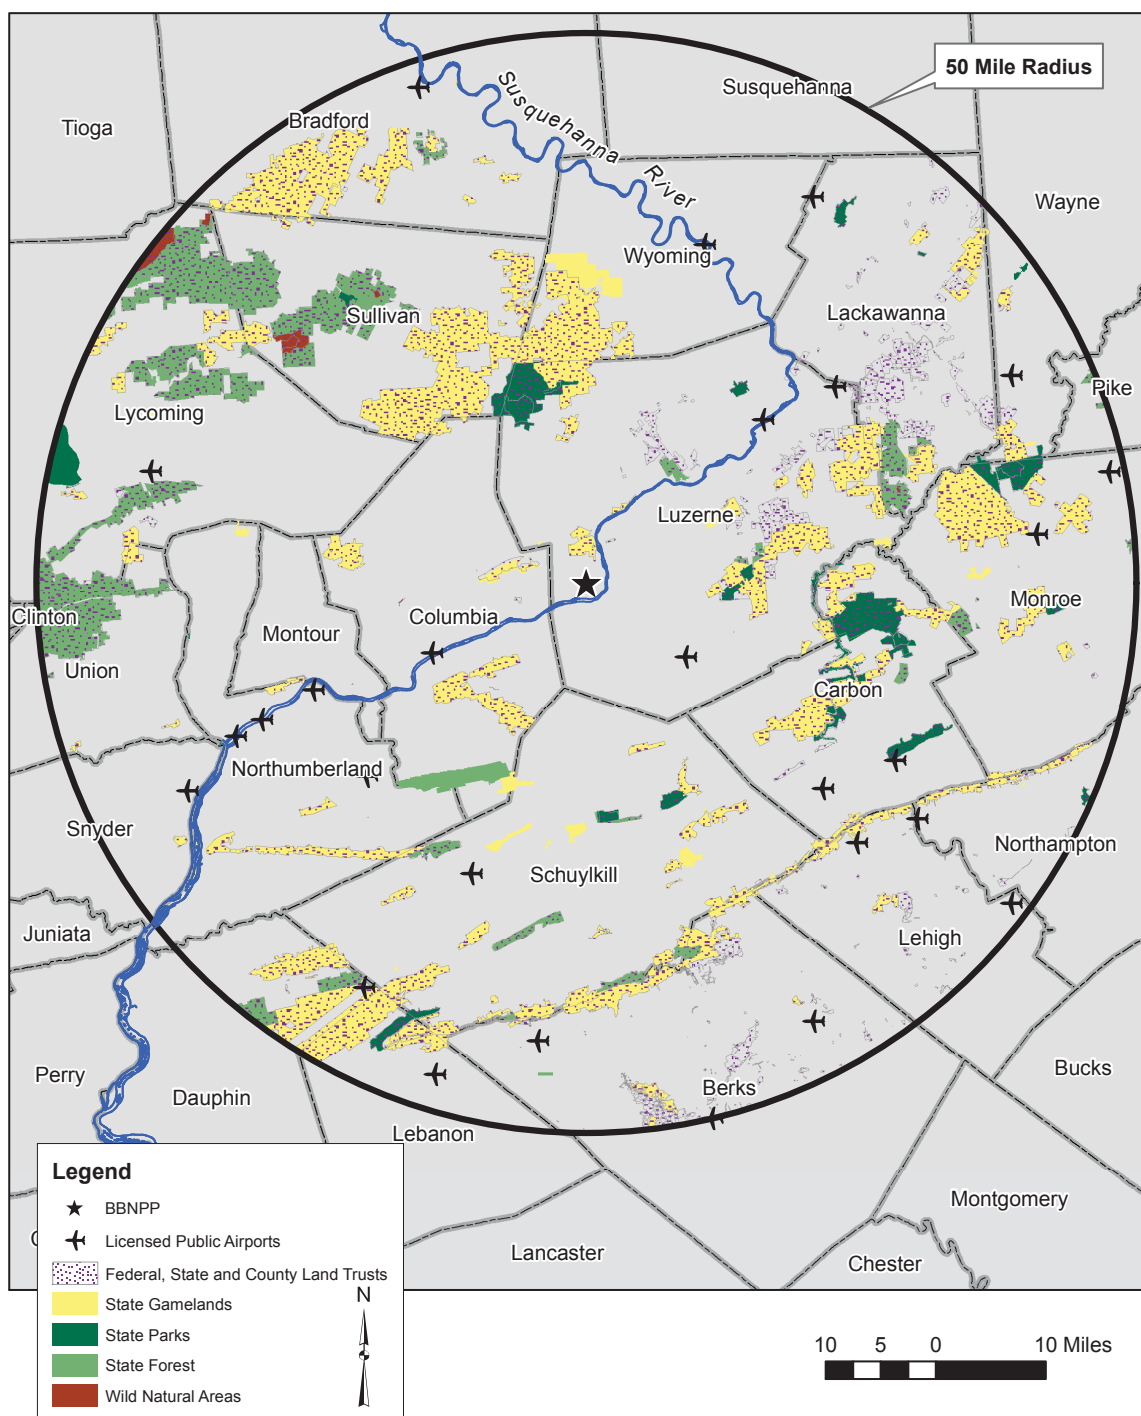 50 Mile Radius
Susquehanna
Tioga
Bradford
Susquehanna River
Wayne
Wyoming
Lackawanna
Sullivan
Pike
Lycoming
Luzerne
Clinton
Columbia
Monroe
Montour
Union
Carbon
Northumberland
Snyder
Northampton
Schuylkill
Juniata
Lehigh
Perry
Bucks
Dauphin
Berks
Lebanon
Montgomery
Lancaster
Chester
Legend
BBNPP
Licensed Public Airports
Federal, State and County Land Trusts
State Gamelands
State Parks
State Forest
Wild Natural Areas
N
10 5 0 10 Miles